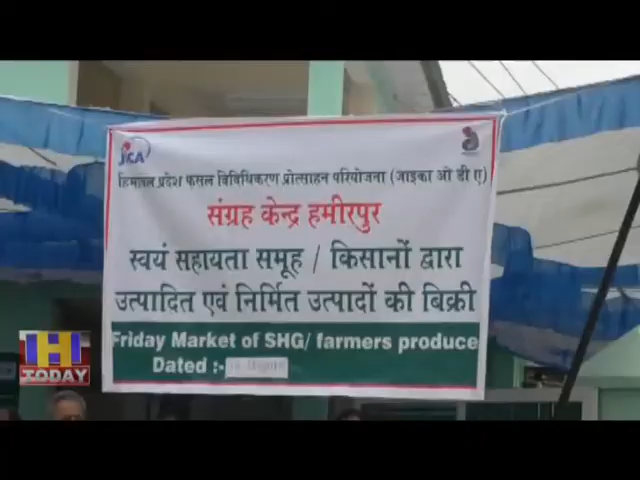 JICA
हिमाचल प्रदेश फसल विविधिकरण प्रोत्साहन परियोजना (जाइका ओ डी ए)
संग्रह केन्द्र हमीरपुर
स्वयं सहायता समूह / किसानों द्वारा
उत्पादित एवं निर्मित उत्पादों की बिक्री
Friday Market of SHG/ farmers produce
Dated :-
H
TODAY